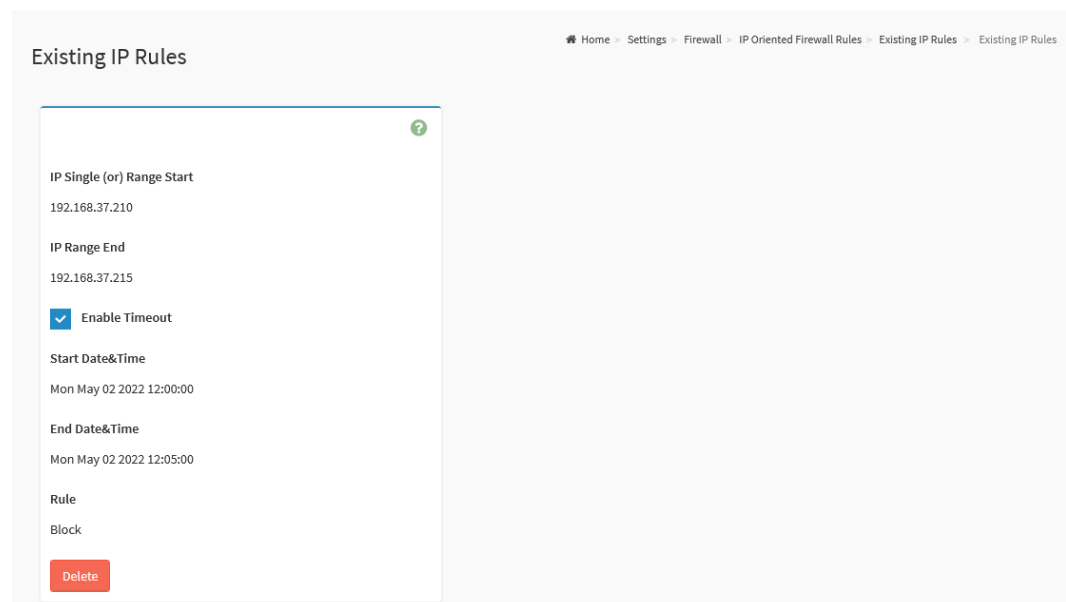 Existing IP Rules
Home > Settings > Firewall > IP Oriented Firewall Rules > Existing IP Rules > Existing IP Rules
IP Single (or) Range Start
192.168.37.210
IP Range End
192.168.37.215
Enable Timeout
Start Date&Time
Mon May 02 2022 12:00:00
End Date&Time
Mon May 02 2022 12:05:00
Rule
Block
Delete